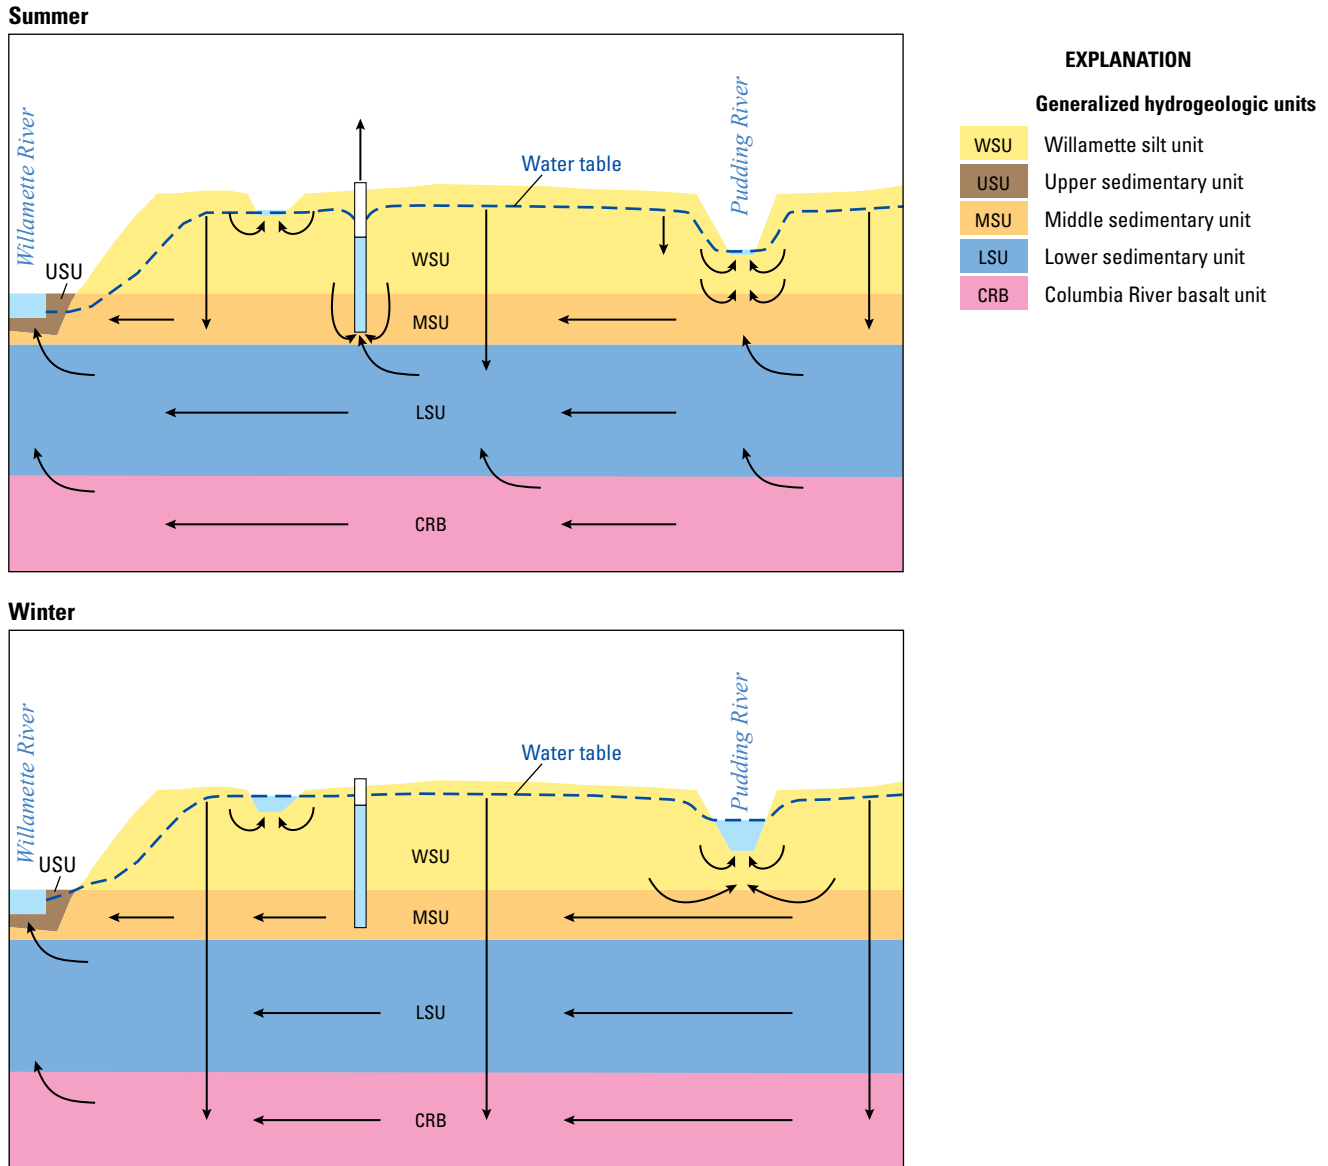 Summer
Willamette River
Pudding River
Water table
USU
WSU
MSU
LSU
CRB
EXPLANATION
Generalized hydrogeologic units
WSU Willamette silt unit
USU Upper sedimentary unit
MSU Middle sedimentary unit
LSU Lower sedimentary unit
CRB Columbia River basalt unit
Winter
Willamette River
Pudding River
Water table
USU
WSU
MSU
LSU
CRB